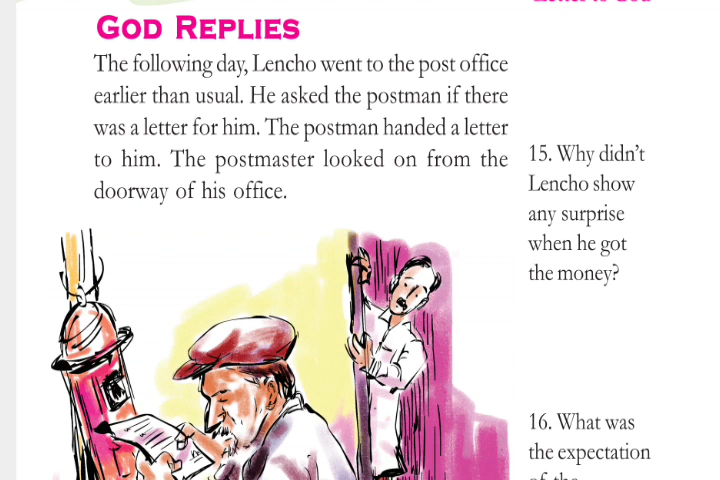 GOD REPLIES
The following day, Lencho went to the post office
earlier than usual. He asked the postman if there
was a letter for him. The postman handed a letter
to him. The postmaster looked on from the
doorway of his office.
15. Why didn't
Lencho show
any surprise
when he got
the money?
16. What was
the expectation
of the